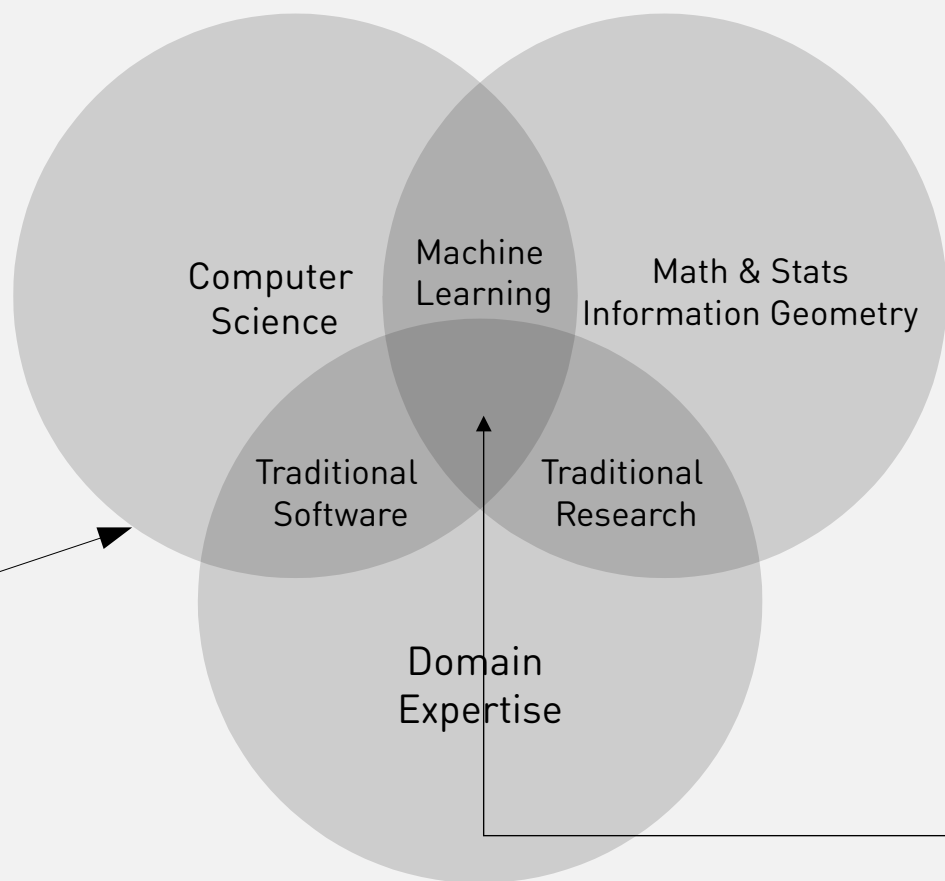 Computer
Science
Machine
Learning
Math & Stats
Information Geometry
Traditional
Software
Traditional
Research
Domain
Expertise